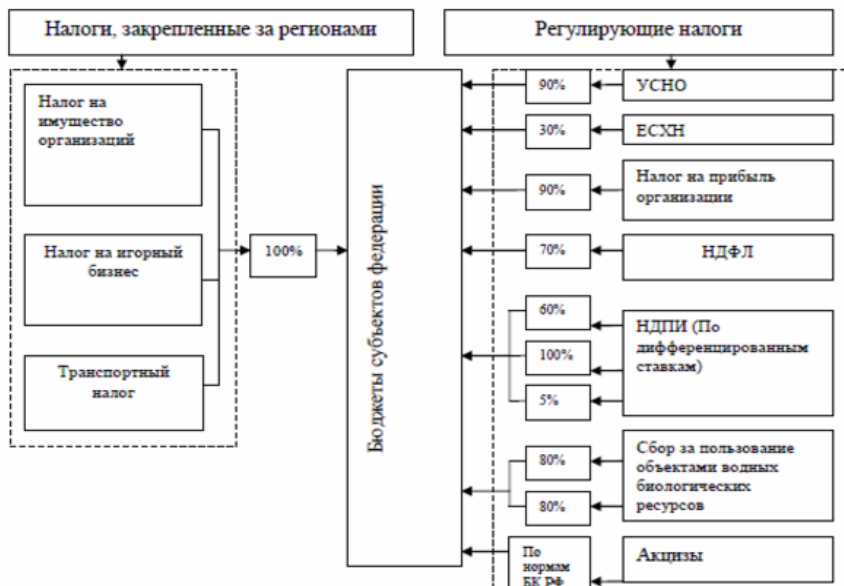 Налоги, закрепленные за регионами
Регулирующие налоги
Налог на
имущество
организаций
Налог на игорный
бизнес
Транспортный
налог
100%
Бюджеты субъектов федерации
90%
УСНО
30%
ЕСХН
90%
Налог на прибыль
организации
70%
НДФЛ
60%
100%
5%
НДПИ (По
дифференцированным
ставкам)
80%
80%
Сбор за пользование
объектами водных
биологических
ресурсов
По
нормам
БК РФ
Акцизы